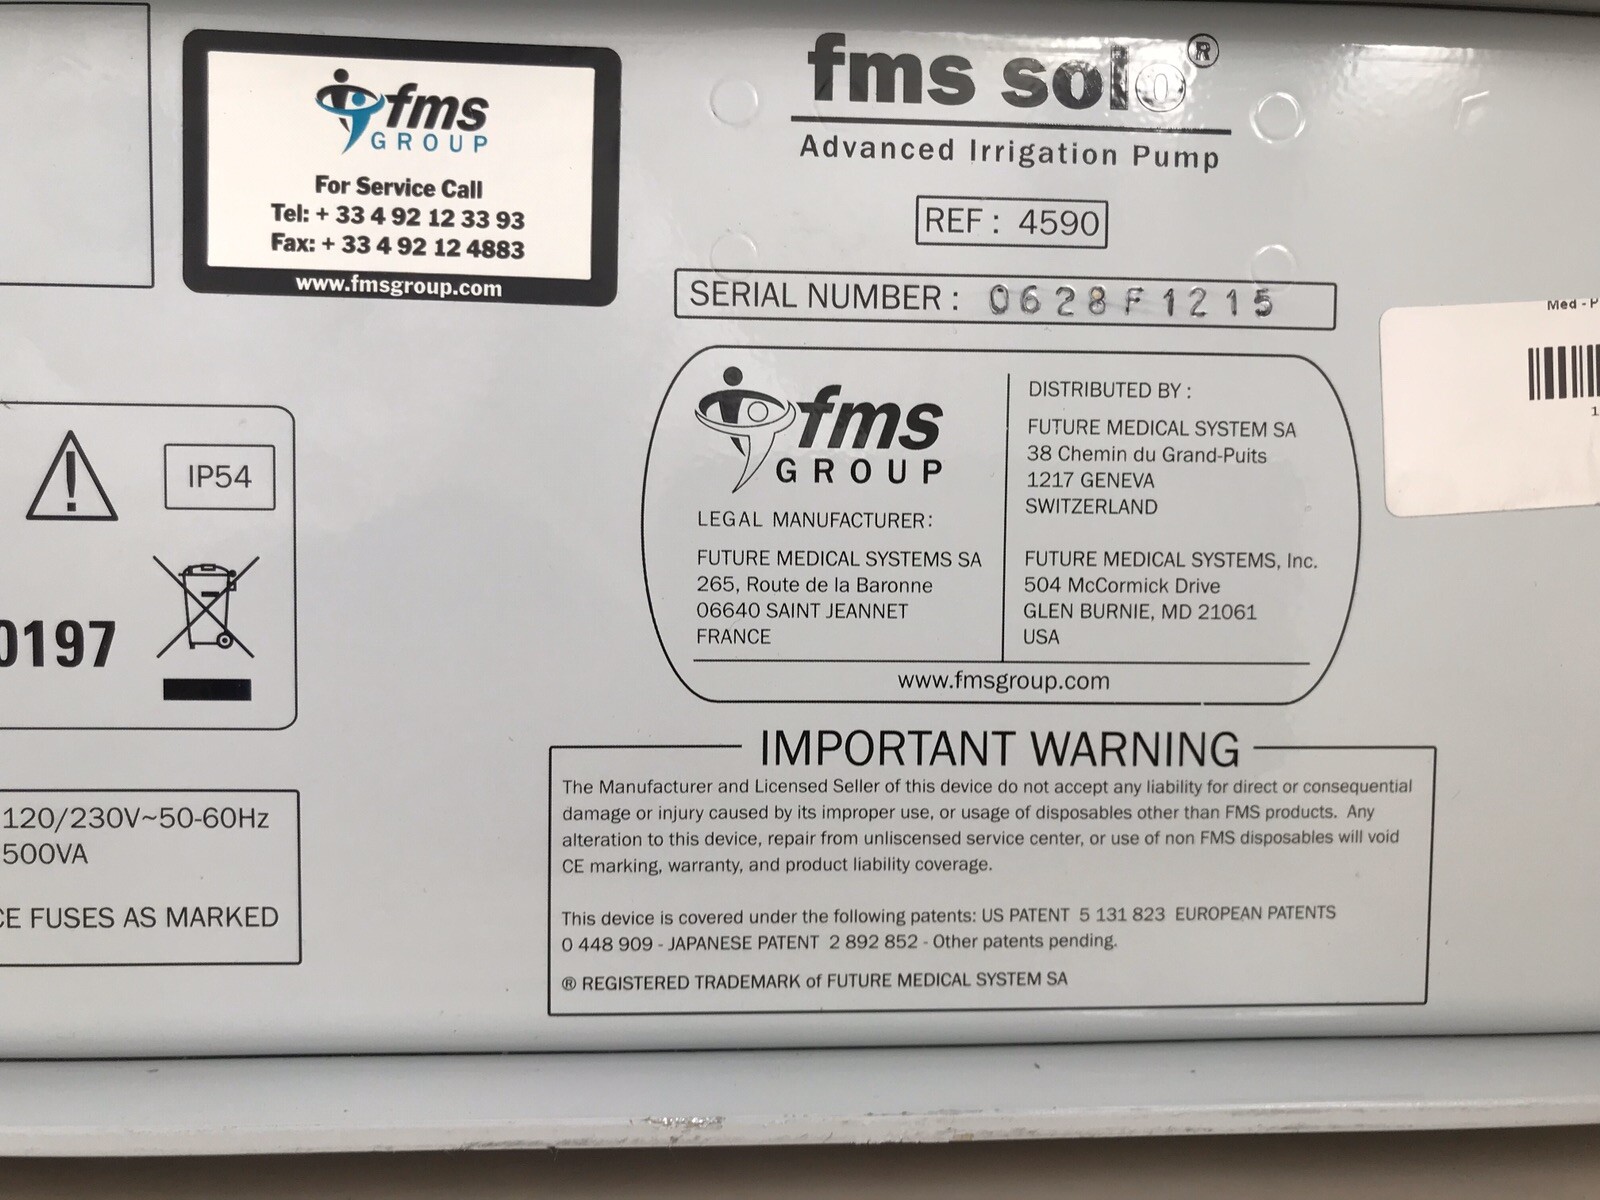 fms
GROUP
For Service Call
Tel: + 33 4 92 12 33 93
Fax: + 33 4 92 12 4883
www.fmsgroup.com
fms solo®
Advanced Irrigation Pump
REF : 4590
SERIAL NUMBER : 0628F1215
Med - P
1
IP54
0197
120/230V~50-60Hz
500VA
CE FUSES AS MARKED
fms
GROUP
LEGAL MANUFACTURER:
FUTURE MEDICAL SYSTEMS SA
265, Route de la Baronne
06640 SAINT JEANNET
FRANCE
DISTRIBUTED BY :
FUTURE MEDICAL SYSTEM SA
38 Chemin du Grand-Puits
1217 GENEVA
SWITZERLAND
FUTURE MEDICAL SYSTEMS, Inc.
504 McCormick Drive
GLEN BURNIE, MD 21061
USA
www.fmsgroup.com
IMPORTANT WARNING
The Manufacturer and Licensed Seller of this device do not accept any liability for direct or consequential
damage or injury caused by its improper use, or usage of disposables other than FMS products. Any
alteration to this device, repair from unliscensed service center, or use of non FMS disposables will void
CE marking, warranty, and product liability coverage.
This device is covered under the following patents: US PATENT 5 131 823 EUROPEAN PATENTS
0 448 909 - JAPANESE PATENT 2 892 852 - Other patents pending.
® REGISTERED TRADEMARK of FUTURE MEDICAL SYSTEM SA